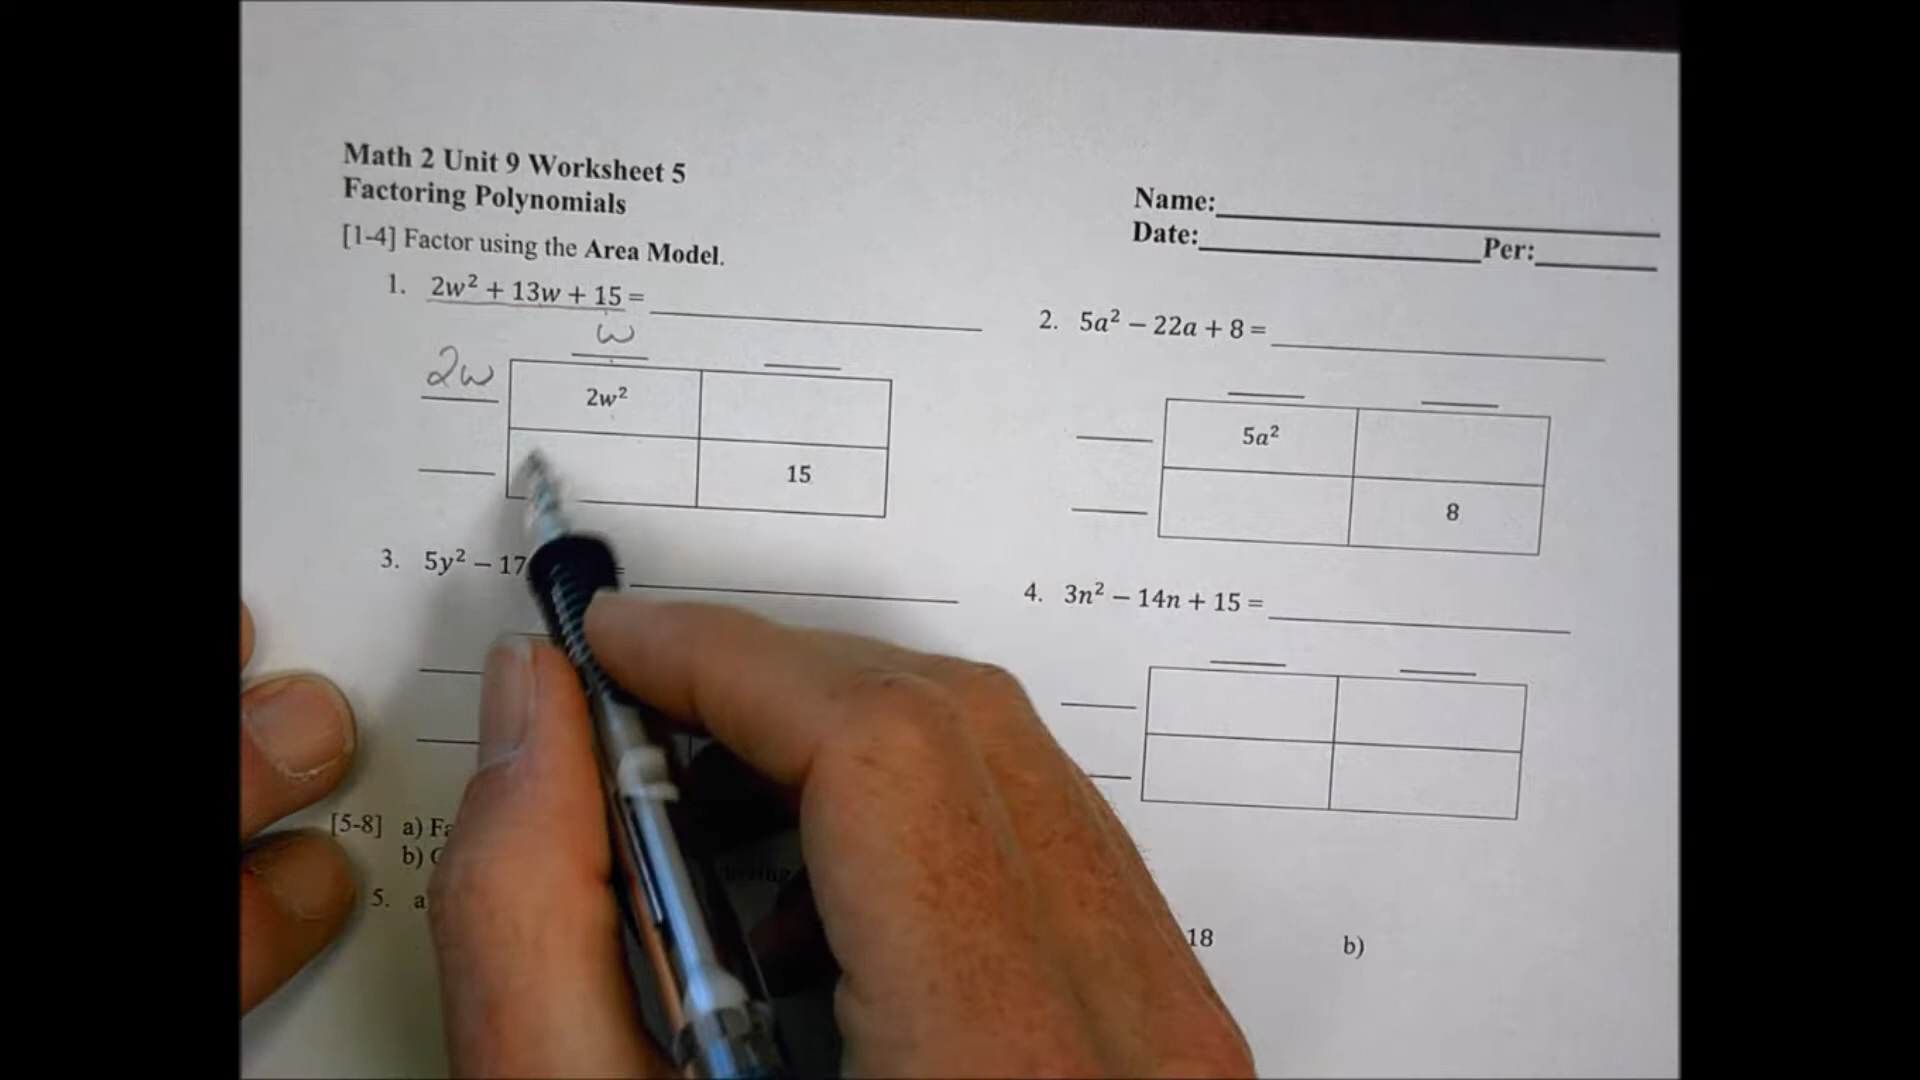 Math 2 Unit 9 Worksheet 5
Factoring Polynomials
Name:
Date: Per:
[1-4] Factor using the Area Model.
1. 2w² + 13w + 15 =
w
2w
2w²
15
2. 5a² − 22a + 8 =
5a²
8
3. 5y² − 17 =
4. 3n² − 14n + 15 =
[5-8] a)
b)
5. a
18 b)